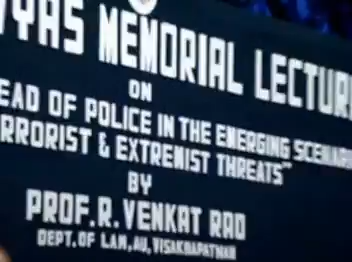 VYAS MEMORIAL LECTURE
ON
EAD OF POLICE IN THE EMERGING SCENARI
RRORIST & EXTREMIST THREATS"
BY
PROF.R.VENKAT RAO
DEPT.OF LAW,AU,VISAKHAPATNAM